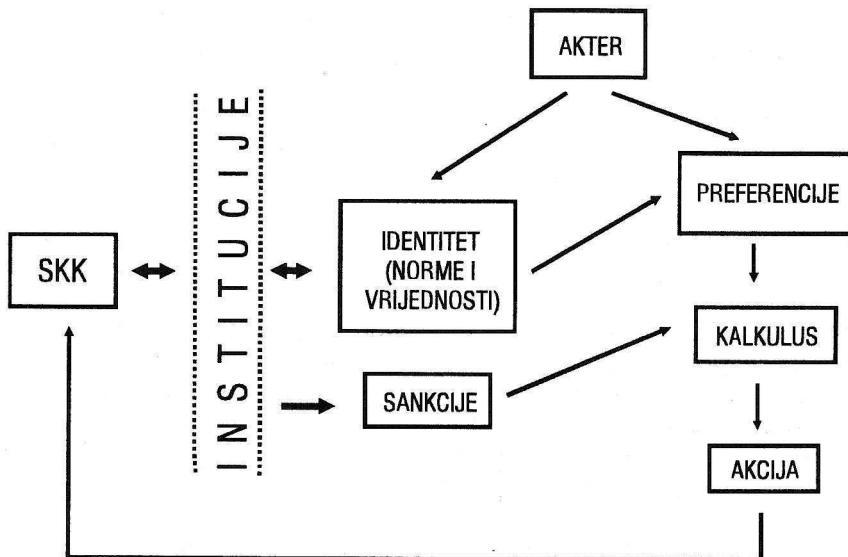 AKTER
INSTITUCIJE
PREFERENCIJE
IDENTITET
(NORME I
VRIJEDNOSTI)
SKK
KALKULUS
SANKCIJE
AKCIJA